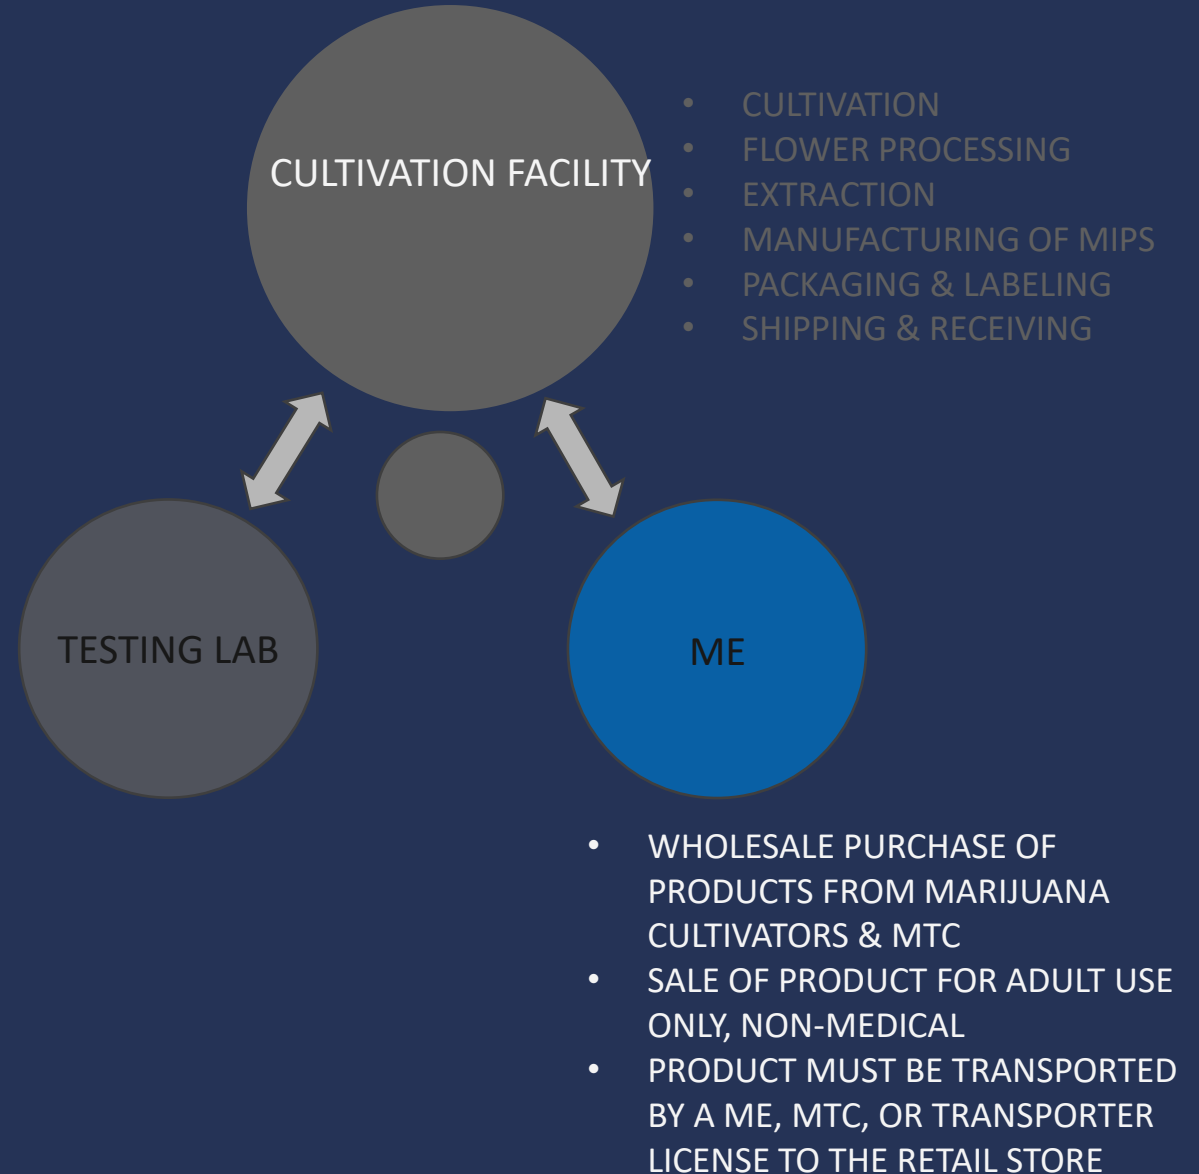 CULTIVATION FACILITY
• CULTIVATION
• FLOWER PROCESSING
• EXTRACTION
• MANUFACTURING OF MIPS
• PACKAGING & LABELING
• SHIPPING & RECEIVING
TESTING LAB
ME
• WHOLESALE PURCHASE OF
PRODUCTS FROM MARIJUANA
CULTIVATORS & MTC
• SALE OF PRODUCT FOR ADULT USE
ONLY, NON-MEDICAL
• PRODUCT MUST BE TRANSPORTED
BY A ME, MTC, OR TRANSPORTER
LICENSE TO THE RETAIL STORE